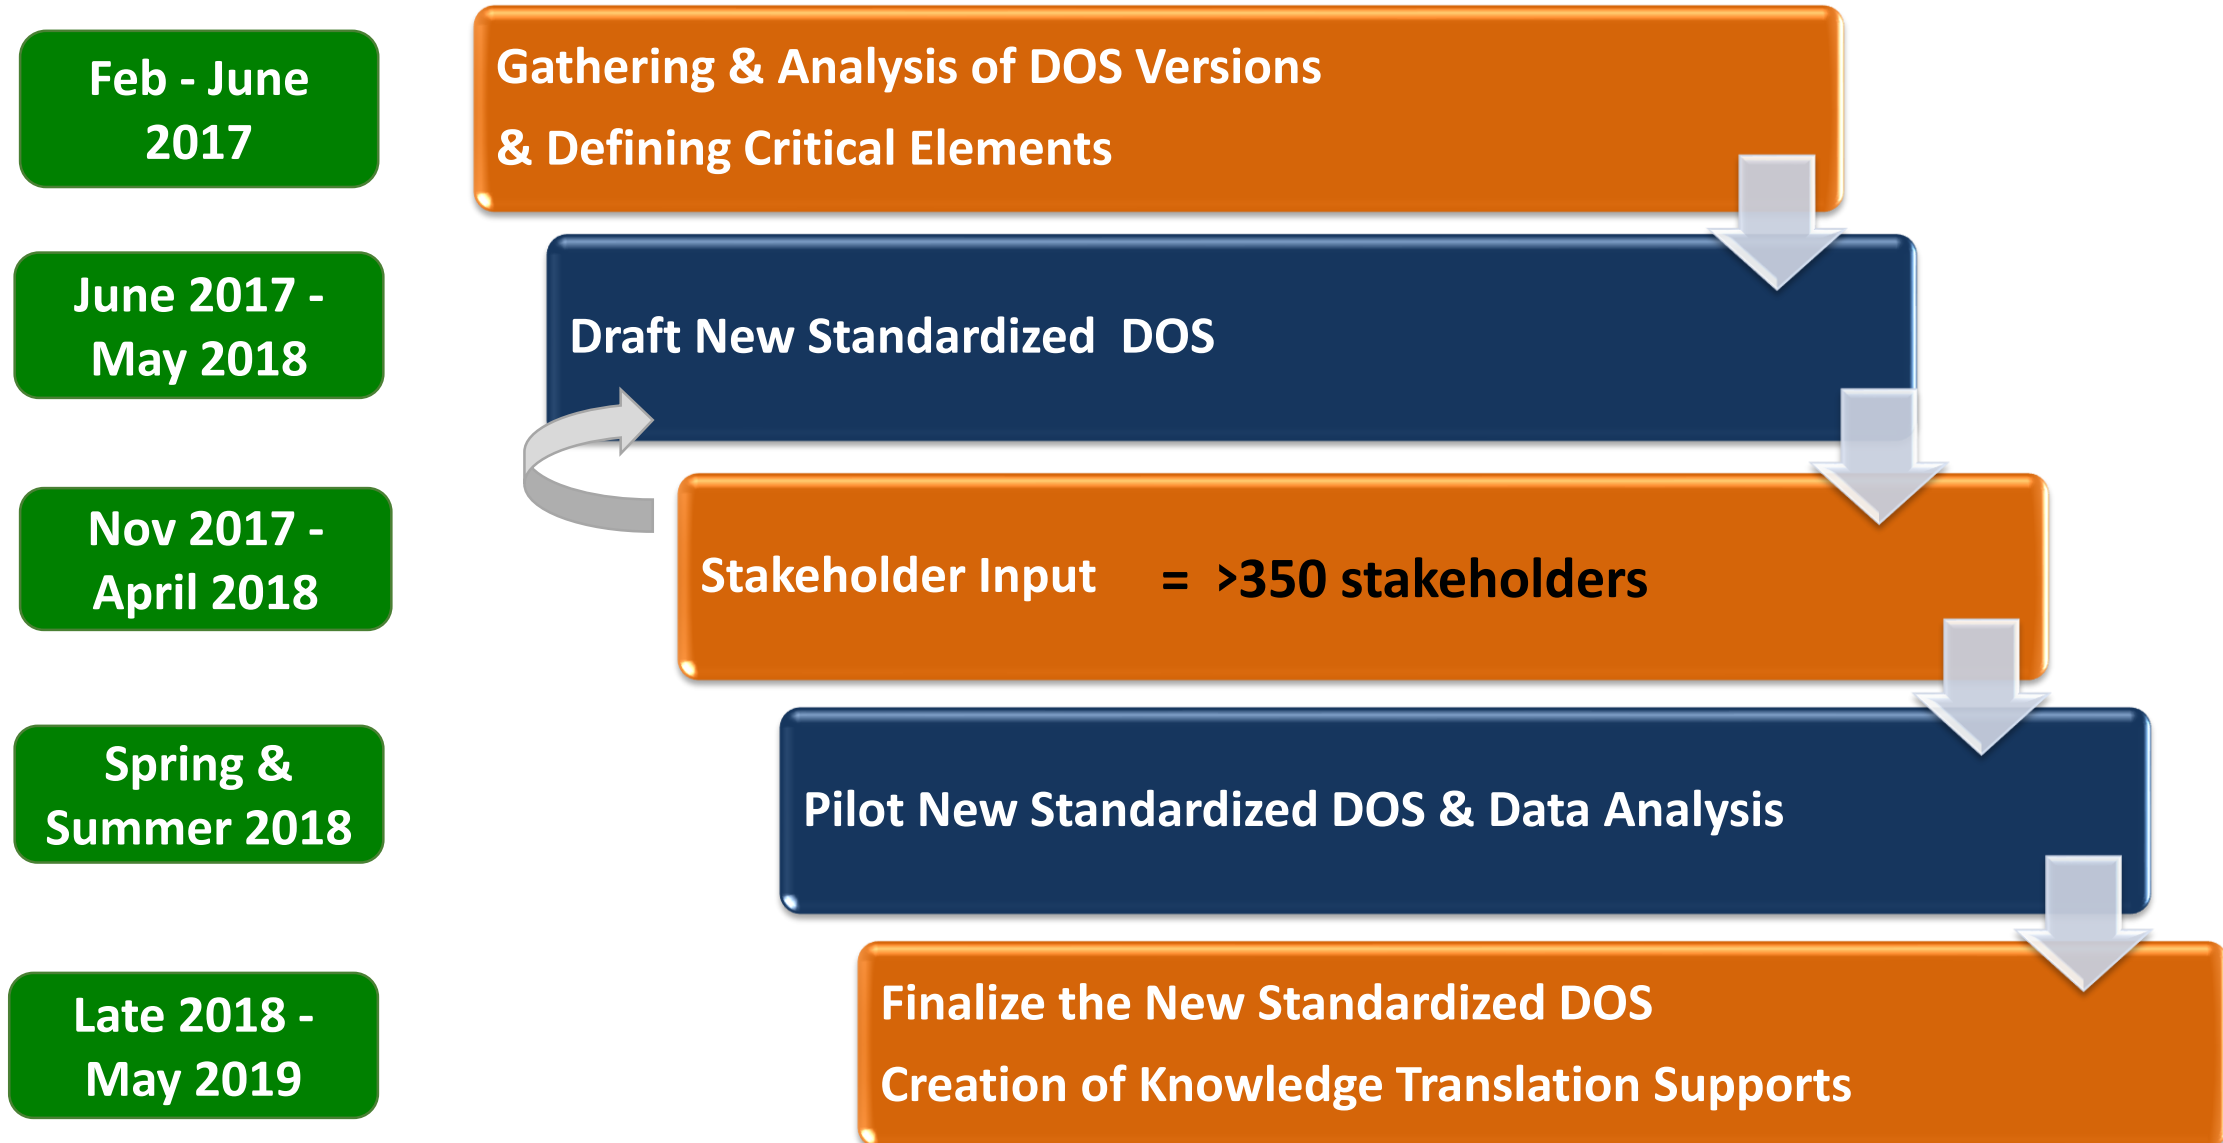 Feb - June
2017
Gathering & Analysis of DOS Versions
& Defining Critical Elements
June 2017 -
May 2018
Draft New Standardized  DOS
Nov 2017 -
April 2018
Stakeholder Input = >350 stakeholders
Spring &
Summer 2018
Pilot New Standardized DOS & Data Analysis
Late 2018 -
May 2019
Finalize the New Standardized DOS
Creation of Knowledge Translation Supports